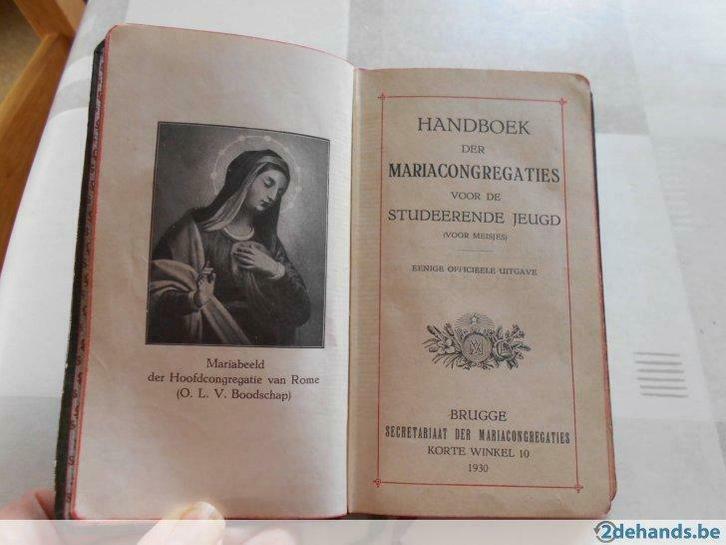 Mariabeeld
der Hoofdcongregatie van Rome
(O. L. V. Boodschap)
HANDBOEK
DER
MARIACONGREGATIES
VOOR DE
STUDEERENDE JEUGD
(VOOR MEISJES)
EENIGE OFFICIEELE UITGAVE
BRUGGE
SECRETARIAAT DER MARIACONGREGATIES
KORTE WINKEL 10
1930
2dehands.be